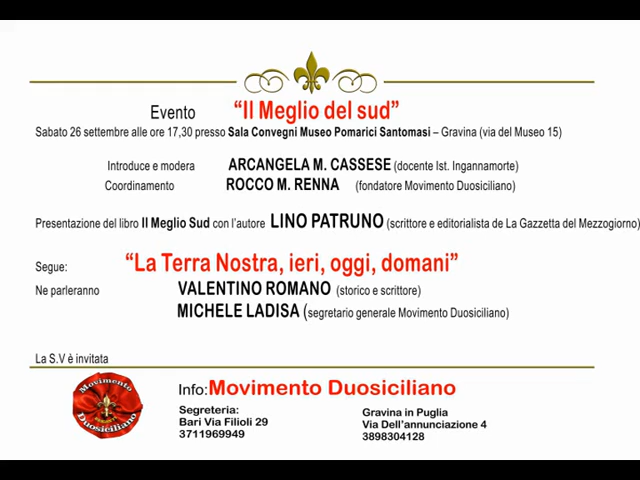 Evento "Il Meglio del sud"
Sabato 26 settembre alle ore 17,30 presso Sala Convegni Museo Pomarici Santomasi – Gravina (via del Museo 15)
Introduce e modera ARCANGELA M. CASSESE (docente Ist. Ingannamorte)
Coordinamento ROCCO M. RENNA (fondatore Movimento Duosiciliano)
Presentazione del libro Il Meglio Sud con l'autore LINO PATRUNO (scrittore e editorialista de La Gazzetta del Mezzogiorno)
Segue: "La Terra Nostra, ieri, oggi, domani"
Ne parleranno VALENTINO ROMANO (storico e scrittore)
MICHELE LADISA (segretario generale Movimento Duosiciliano)
La S.V è invitata
Movimento
Duosiciliano
Info:Movimento Duosiciliano
Segreteria:
Bari Via Filioli 29
3711969949
Gravina in Puglia
Via Dell'annunciazione 4
3898304128